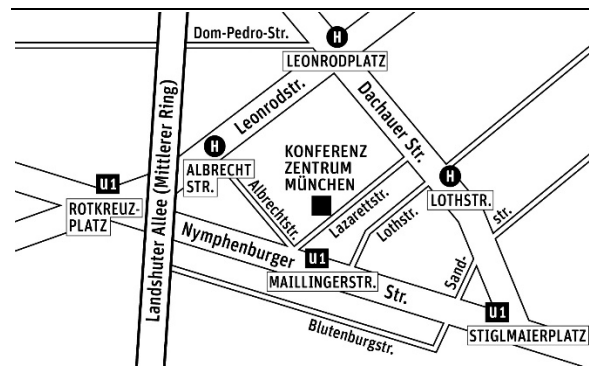 Dom-Pedro-Str.
H
LEONRODPLATZ
Landshuter Allee (Mittlerer Ring)
Leonrodstr.
Dachauer Str.
H
ALBRECHT
STR.
KONFERENZ
ZENTRUM
MÜNCHEN
H
LOTHSTR.
U1
ROTKREUZ-
PLATZ
Albrechtstr.
Lazarettstr.
Lothstr.
Sand-
str.
Nymphenburger
Str.
U1
MAILLINGERSTR.
U1
STIGLMAIERPLATZ
Blutenburgstr.